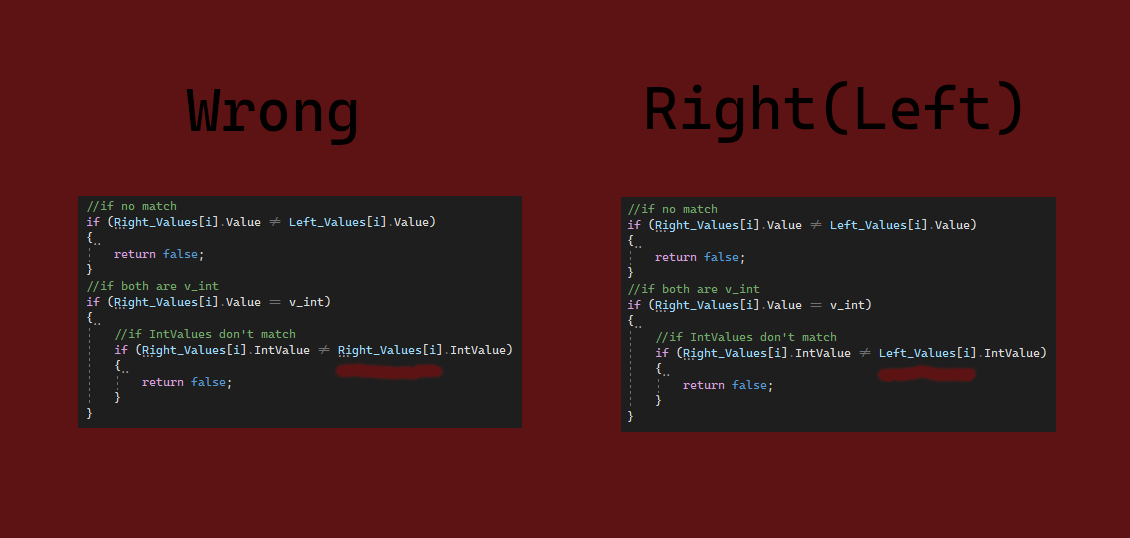 Wrong
//if no match
if (Right_Values[i].Value ≠ Left_Values[i].Value)
{
return false;
}
//if both are v_int
if (Right_Values[i].Value == v_int)
{
//if IntValues don't match
if (Right_Values[i].IntValue ≠ Right_Values[i].IntValue)
{
return false;
}
}
Right(Left)
//if no match
if (Right_Values[i].Value ≠ Left_Values[i].Value)
{
return false;
}
//if both are v_int
if (Right_Values[i].Value == v_int)
{
//if IntValues don't match
if (Right_Values[i].IntValue ≠ Left_Values[i].IntValue)
{
return false;
}
}